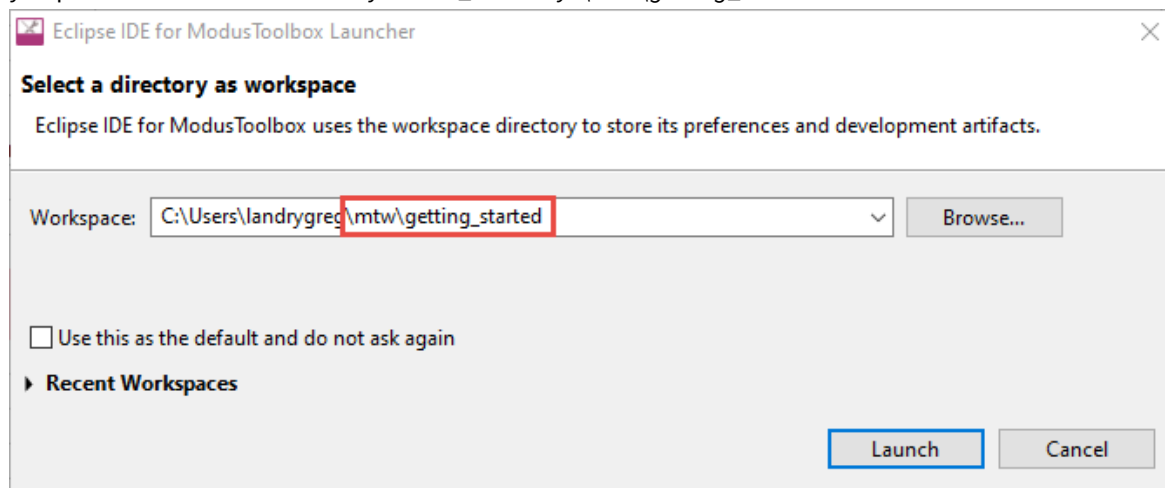 Eclipse IDE for ModusToolbox Launcher
Select a directory as workspace
Eclipse IDE for ModusToolbox uses the workspace directory to store its preferences and development artifacts.
Workspace: C:\Users\landrygreg\mtw\getting_started Browse...
Use this as the default and do not ask again
Recent Workspaces
Launch Cancel